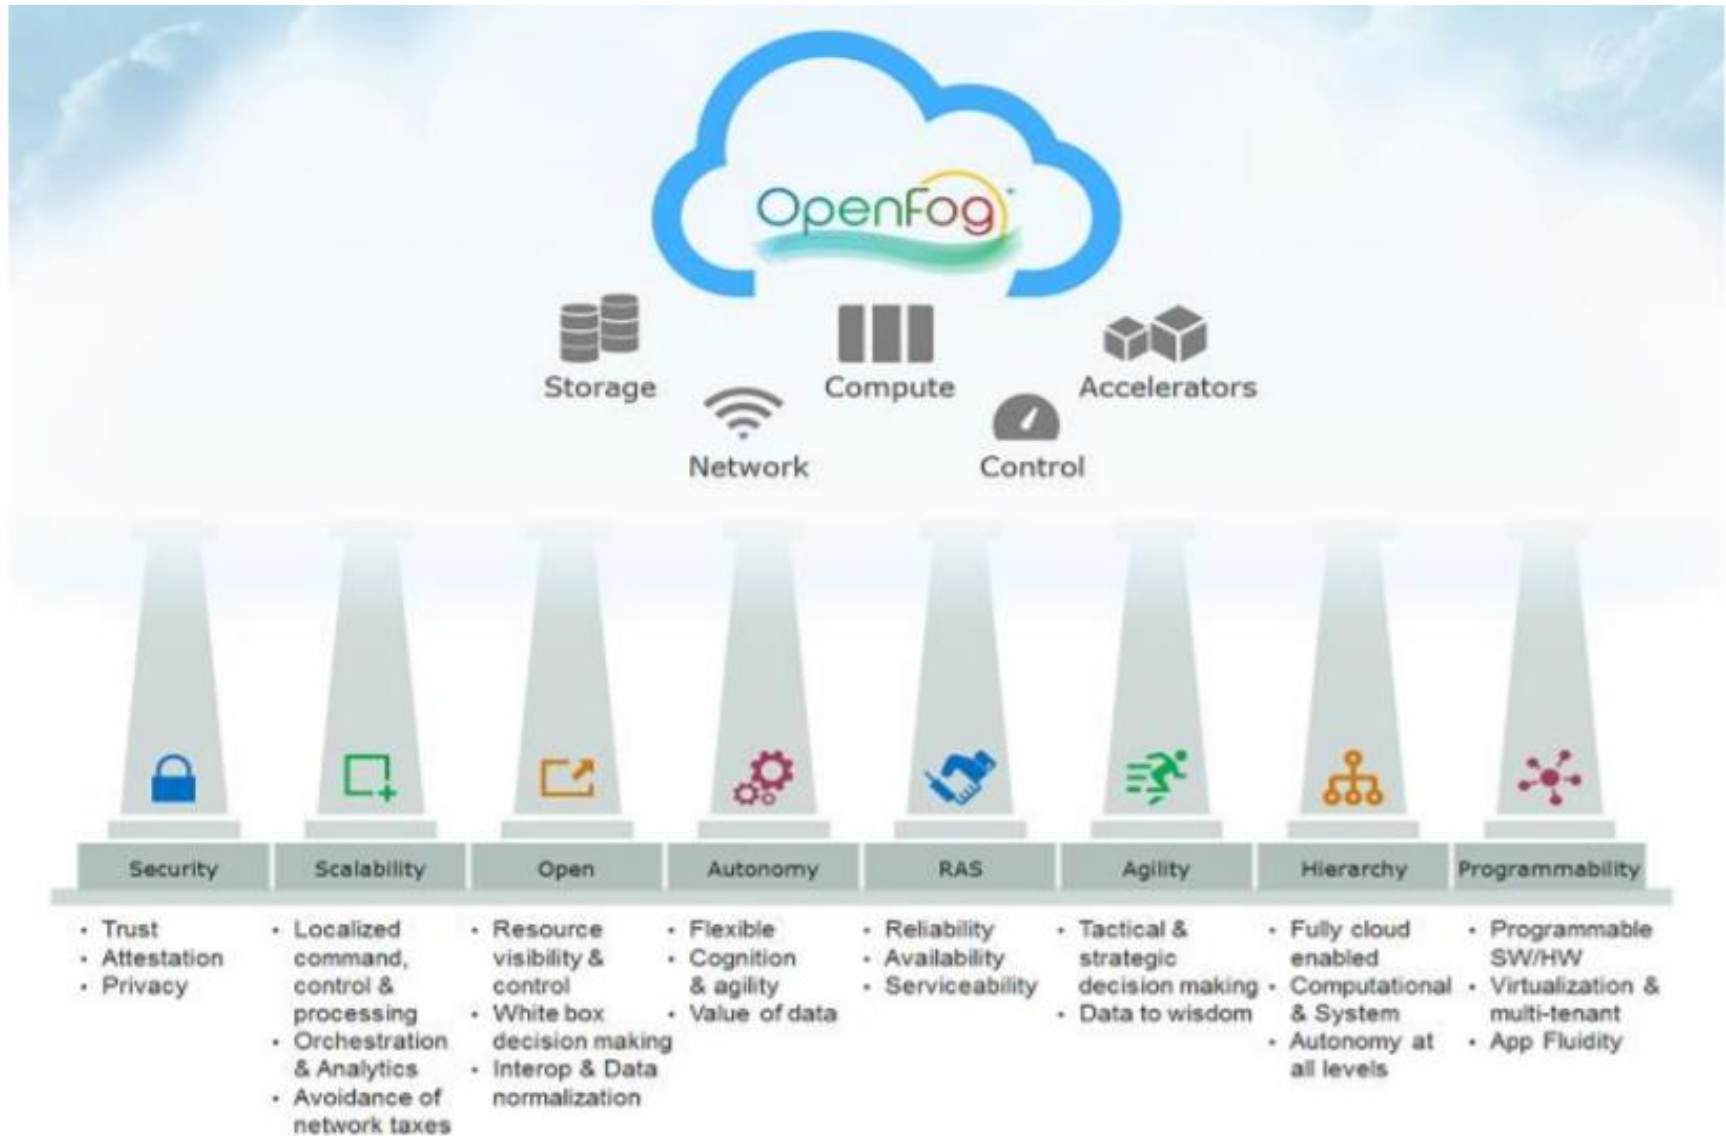 OpenFog
Storage
Compute
Accelerators
Network
Control
Security
• Trust
• Attestation
• Privacy
Scalability
• Localized
command,
control &
processing
• Orchestration
& Analytics
• Avoidance of
network taxes
Open
• Resource
visibility &
control
• White box
decision making
• Interop & Data
normalization
Autonomy
• Flexible
• Cognition
& agility
• Value of data
RAS
• Reliability
• Availability
• Serviceability
Agility
• Tactical &
strategic
decision making
• Data to wisdom
Hierarchy
• Fully cloud
enabled
• Computational
& System
• Autonomy at
all levels
Programmability
• Programmable
SW/HW
• Virtualization &
multi-tenant
• App Fluidity